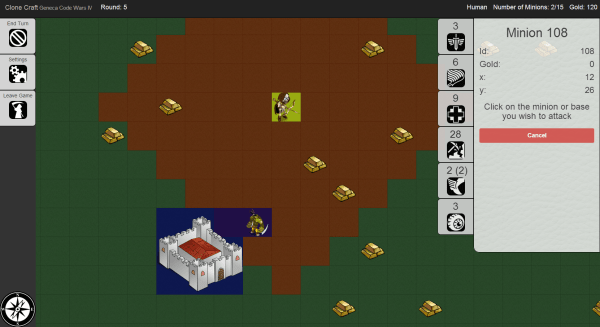 Clone Craft Geneca Code Wars IV
Round: 5
Human
Number of Minions: 2/15
Gold: 120
End Turn
Settings
Leave Game
3
6
9
28
2 (2)
3
Minion 108
Id: 108
Gold: 0
x: 12
y: 26
Click on the minion or base
you wish to attack
Cancel